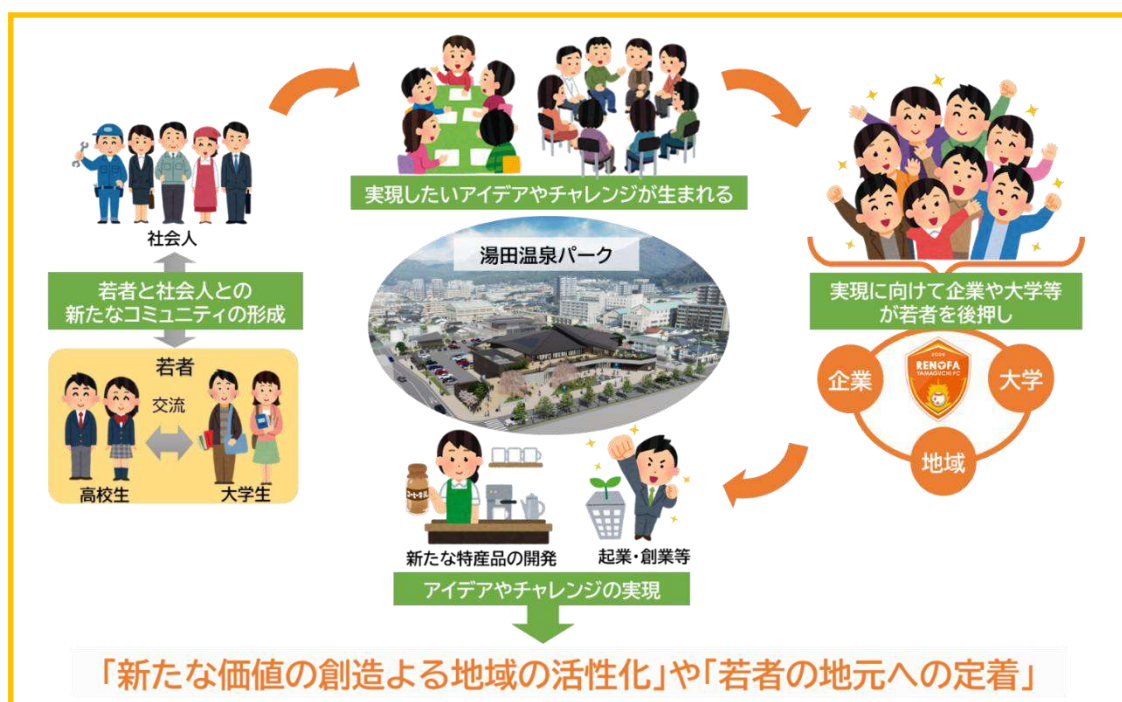 社会人
若者と社会人との
新たなコミュニティの形成
若者
交流
高校生
大学生
実現したいアイデアやチャレンジが生まれる
湯田温泉パーク
実現に向けて企業や大学等
が若者を後押し
企業
RENOFA
YAMAGUCHI FC
大学
地域
コーヒー牛乳
新たな特産品の開発
起業・創業等
アイデアやチャレンジの実現
「新たな価値の創造よる地域の活性化」や「若者の地元への定着」